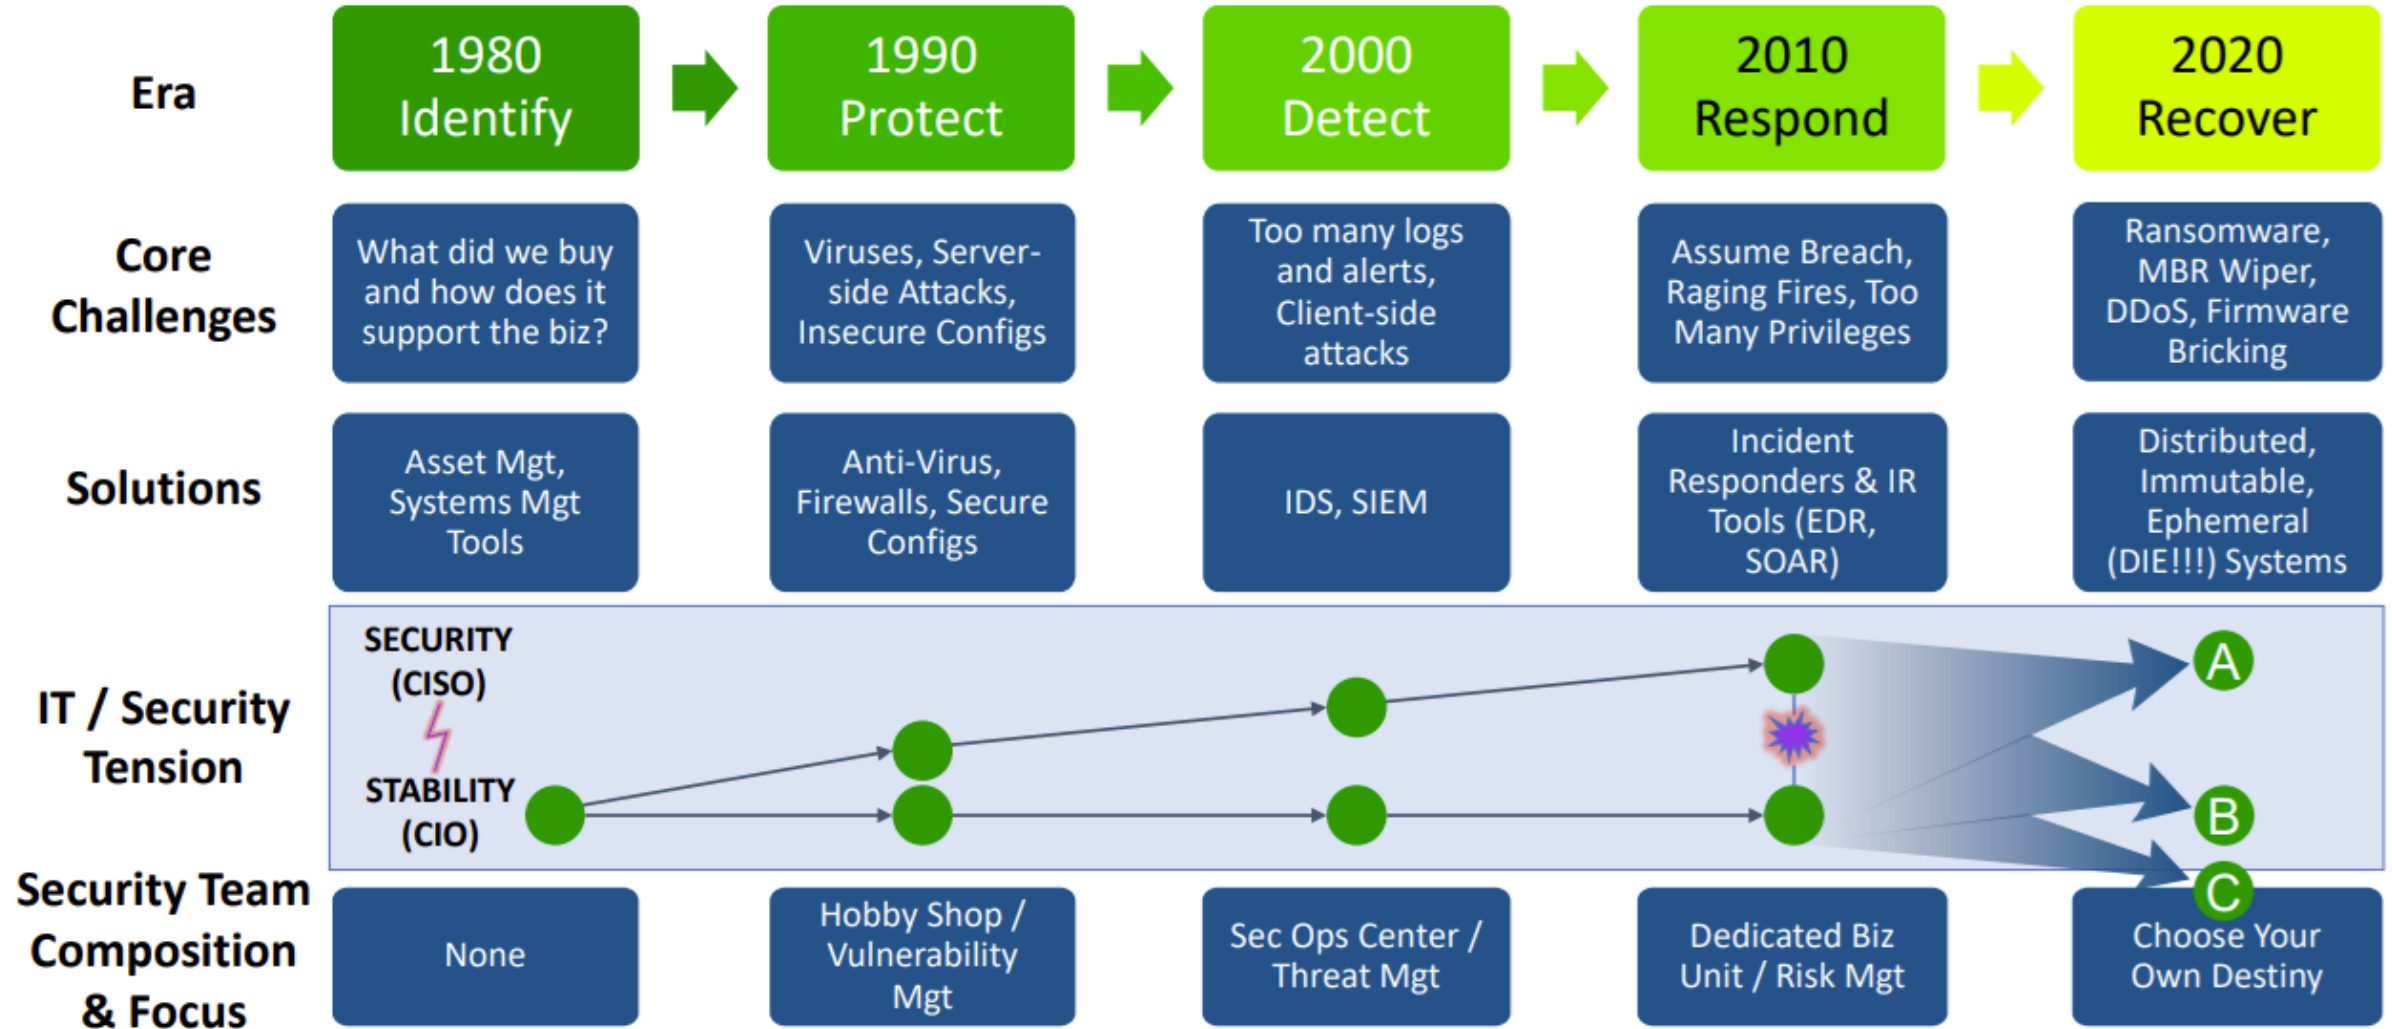 Era
1980
Identify
1990
Protect
2000
Detect
2010
Respond
2020
Recover
Core
Challenges
What did we buy
and how does it
support the biz?
Viruses, Server-
side Attacks,
Insecure Configs
Too many logs
and alerts,
Client-side
attacks
Assume Breach,
Raging Fires, Too
Many Privileges
Ransomware,
MBR Wiper,
DDoS, Firmware
Bricking
Solutions
Asset Mgt,
Systems Mgt
Tools
Anti-Virus,
Firewalls, Secure
Configs
IDS, SIEM
Incident
Responders & IR
Tools (EDR,
SOAR)
Distributed,
Immutable,
Ephemeral
(DIE!!!) Systems
IT / Security
Tension
SECURITY
(CISO)
STABILITY
(CIO)
A
B
C
Security Team
Composition
& Focus
None
Hobby Shop /
Vulnerability
Mgt
Sec Ops Center /
Threat Mgt
Dedicated Biz
Unit / Risk Mgt
Choose Your
Own Destiny